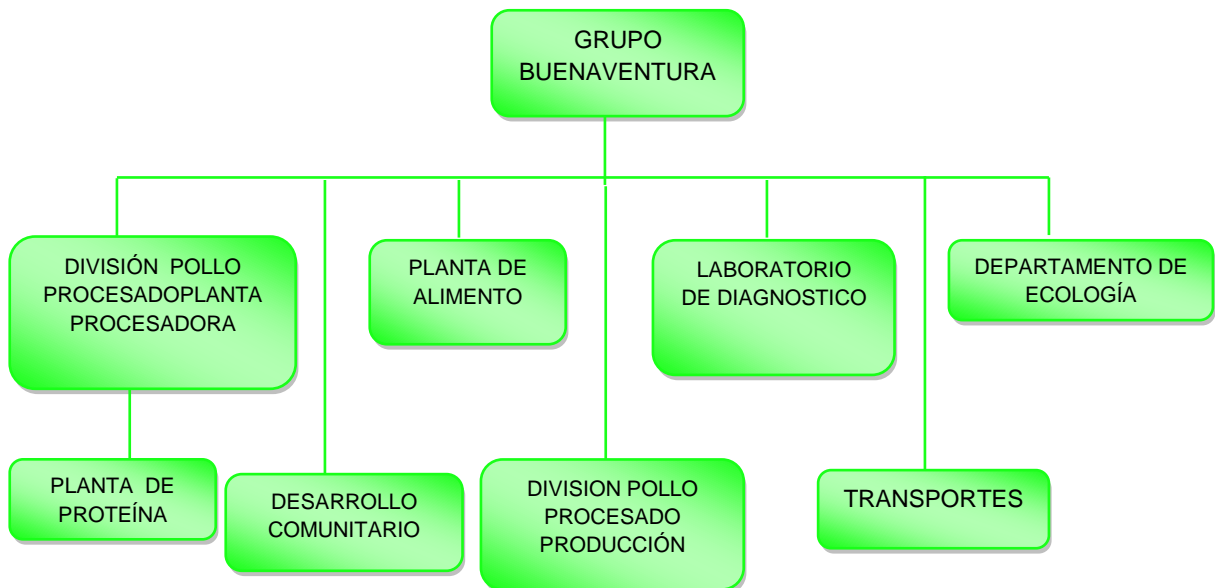 GRUPO
BUENAVENTURA
DIVISIÓN POLLO
PROCESADOPLANTA
PROCESADORA
PLANTA DE
ALIMENTO
LABORATORIO
DE DIAGNOSTICO
DEPARTAMENTO DE
ECOLOGÍA
PLANTA DE
PROTEÍNA
DESARROLLO
COMUNITARIO
DIVISION POLLO
PROCESADO
PRODUCCIÓN
TRANSPORTES